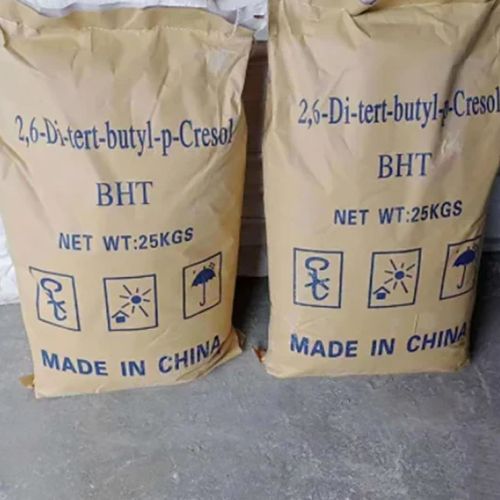 2,6-Di-tert-butyl-p-Cresol
BHT
NET WT:25KGS
MADE IN CHINA
2,6-Di-tert-butyl-p-Cresol
BHT
NET WT:25KGS
MADE IN CHINA